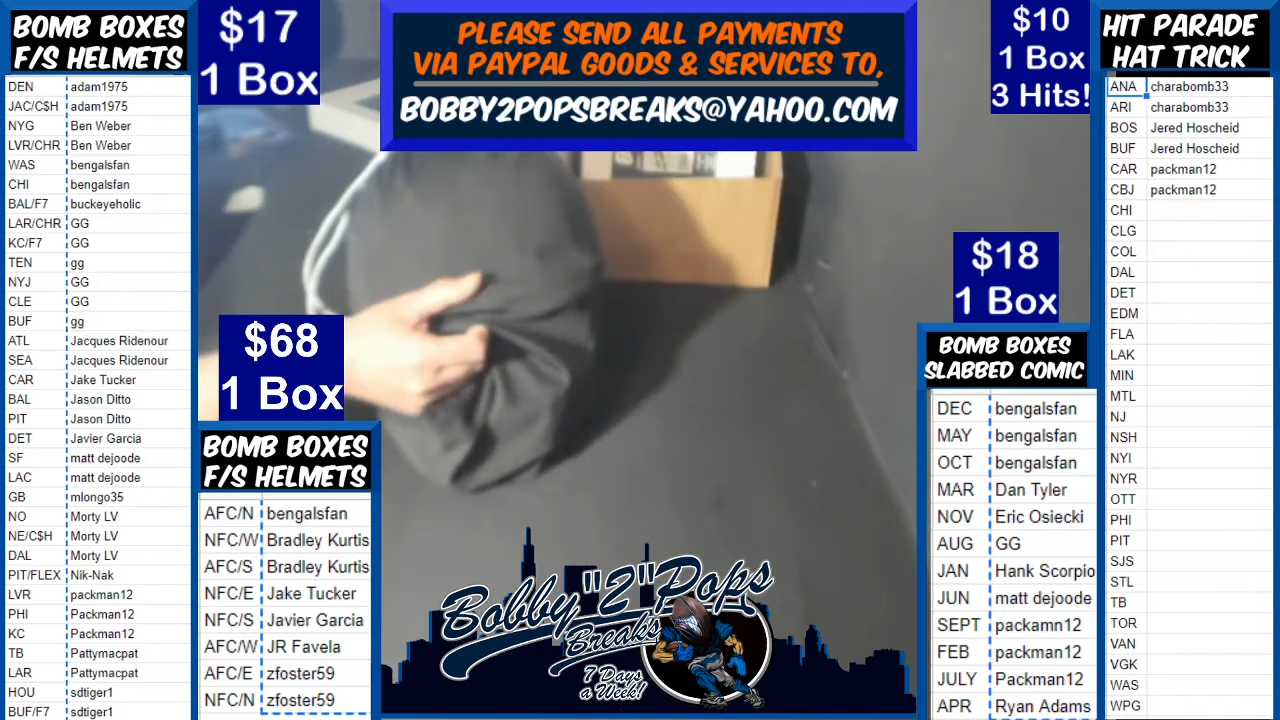 BOMB BOXES
F/S HELMETS
DEN adam1975
JAC/C$H adam1975
NYG Ben Weber
LVR/CHR Ben Weber
WAS bengalsfan
CHI bengalsfan
BAL/F7 buckeyeholic
LAR/CHR GG
KC/F7 GG
TEN gg
NYJ GG
CLE GG
BUF gg
ATL Jacques Ridenour
SEA Jacques Ridenour
CAR Jake Tucker
BAL Jason Ditto
PIT Jason Ditto
DET Javier Garcia
SF matt dejoode
LAC matt dejoode
GB mlongo35
NO Morty LV
NE/C$H Morty LV
DAL Morty LV
PIT/FLEX Nik-Nak
LVR packman12
PHI Packman12
KC Packman12
TB Pattymacpat
LAR Pattymacpat
HOU sdtiger1
BUF/F7 sdtiger1
$17
1 Box
$68
1 Box
BOMB BOXES
F/S HELMETS
AFC/N bengalsfan
NFC/W Bradley Kurtis
AFC/S Bradley Kurtis
NFC/E Jake Tucker
NFC/S Javier Garcia
AFC/W JR Favela
AFC/E zfoster59
NFC/N zfoster59
PLEASE SEND ALL PAYMENTS
VIA PAYPAL GOODS & SERVICES TO,
BOBBY2POPSBREAKS@YAHOO.COM
Bobby "2" Pops
Breaks
7 Days
a Week!
$10
1 Box
3 Hits!
$18
1 Box
BOMB BOXES
SLABBED COMIC
DEC bengalsfan
MAY bengalsfan
OCT bengalsfan
MAR Dan Tyler
NOV Eric Osiecki
AUG GG
JAN Hank Scorpio
JUN matt dejoode
SEPT packamn12
FEB packman12
JULY Packman12
APR Ryan Adams
HIT PARADE
HAT TRICK
ANA charabomb33
ARI charabomb33
BOS Jered Hoscheid
BUF Jered Hoscheid
CAR packman12
CBJ packman12
CHI
CLG
COL
DAL
DET
EDM
FLA
LAK
MIN
MTL
NJ
NSH
NYI
NYR
OTT
PHI
PIT
SJS
STL
TB
TOR
VAN
VGK
WAS
WPG